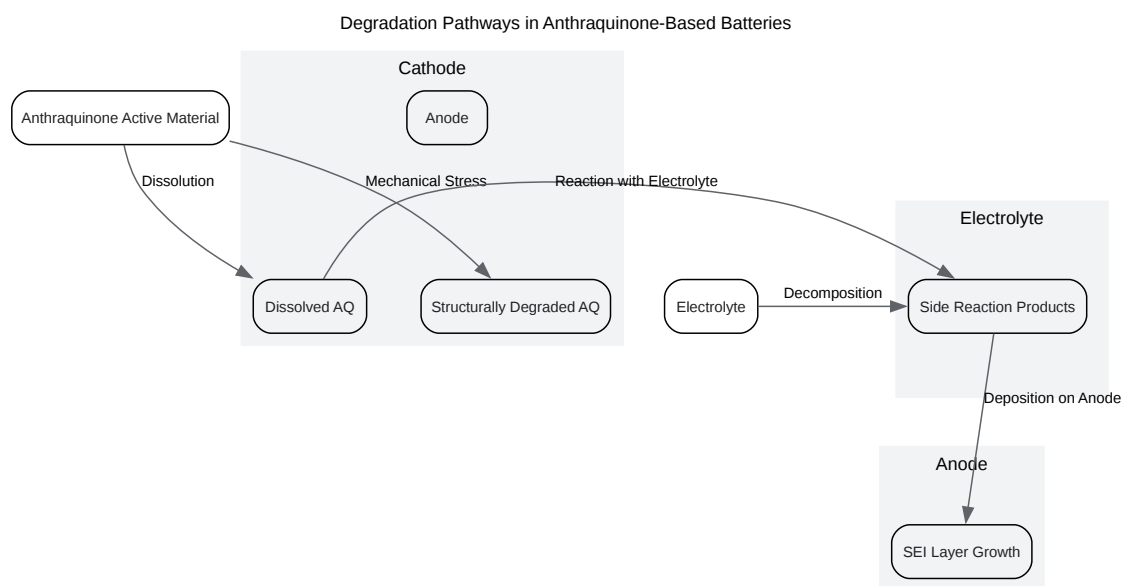 Degradation Pathways in Anthraquinone-Based Batteries
Cathode
Anthraquinone Active Material
Anode
Dissolution
Mechanical Stress
Reaction with Electrolyte
Electrolyte
Dissolved AQ
Structurally Degraded AQ
Electrolyte
Decomposition
Side Reaction Products
Deposition on Anode
Anode
SEI Layer Growth